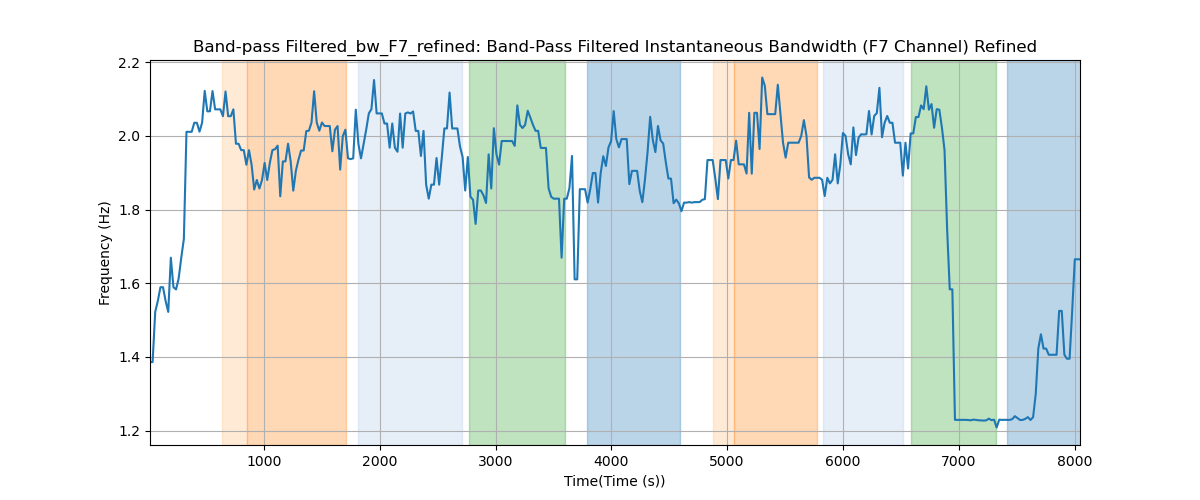 Band-pass Filtered_bw_F7_refined: Band-Pass Filtered Instantaneous Bandwidth (F7 Channel) Refined
2.2
2.0
1.8
1.6
1.4
1.2
Frequency (Hz)
1000 2000 3000 4000 5000 6000 7000 8000
Time(Time (s))